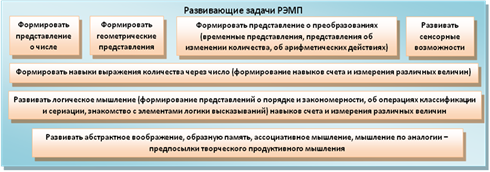 Развивающие задачи РЭМП
Формировать
представление
о числе
Формировать
геометрические
представления
Формировать представление о преобразованиях
(временные представления, представления об
изменении количества, об арифметических действиях)
Развивать
сенсорные
возможности
Формировать навыки выражения количества через число (формирование навыков счета и измерения различных величин)
Развивать логическое мышление (формирование представлений о порядке и закономерности, об операциях классификации
и сериации, знакомство с элементами логики высказываний) навыков счета и измерения различных величин
Развивать абстрактное воображение, образную память, ассоциативное мышление, мышление по аналогии –
предпосылки творческого продуктивного мышления